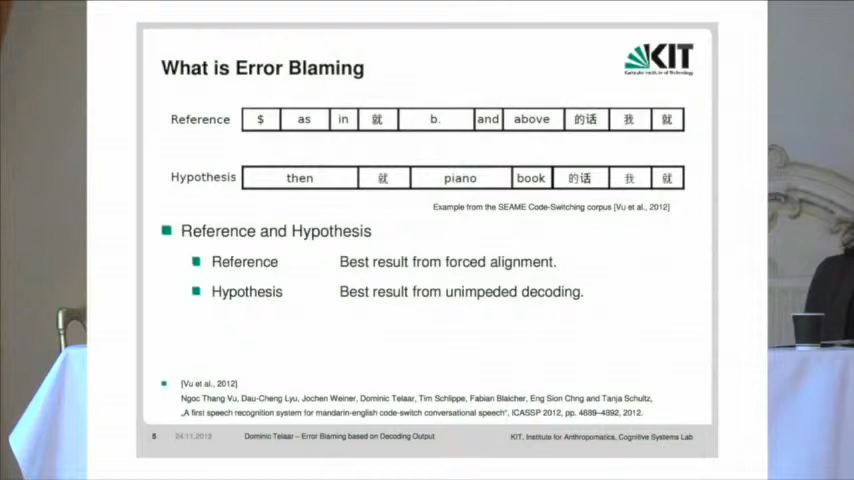 What is Error Blaming
KIT
Karlsruhe Institute of Technology
Reference $ as in 就 b. and above 的话 我 就
Hypothesis then 就 piano book 的话 我 就
Example from the SEAME Code-Switching corpus [Vu et al., 2012]
Reference and Hypothesis
Reference Best result from forced alignment.
Hypothesis Best result from unimpeded decoding.
[Vu et al., 2012]
Ngoc Thang Vu, Dau-Cheng Lyu, Jochen Weiner, Dominic Telaar, Tim Schlippe, Fabian Blaicher, Eng Sion Chng and Tanja Schultz,
„A first speech recognition system for mandarin-english code-switch conversational speech“, ICASSP 2012, pp. 4889–4892, 2012.
5 24.11.2012 Dominic Telaar – Error Blaming based on Decoding Output KIT, Institute for Anthropomatics, Cognitive Systems Lab